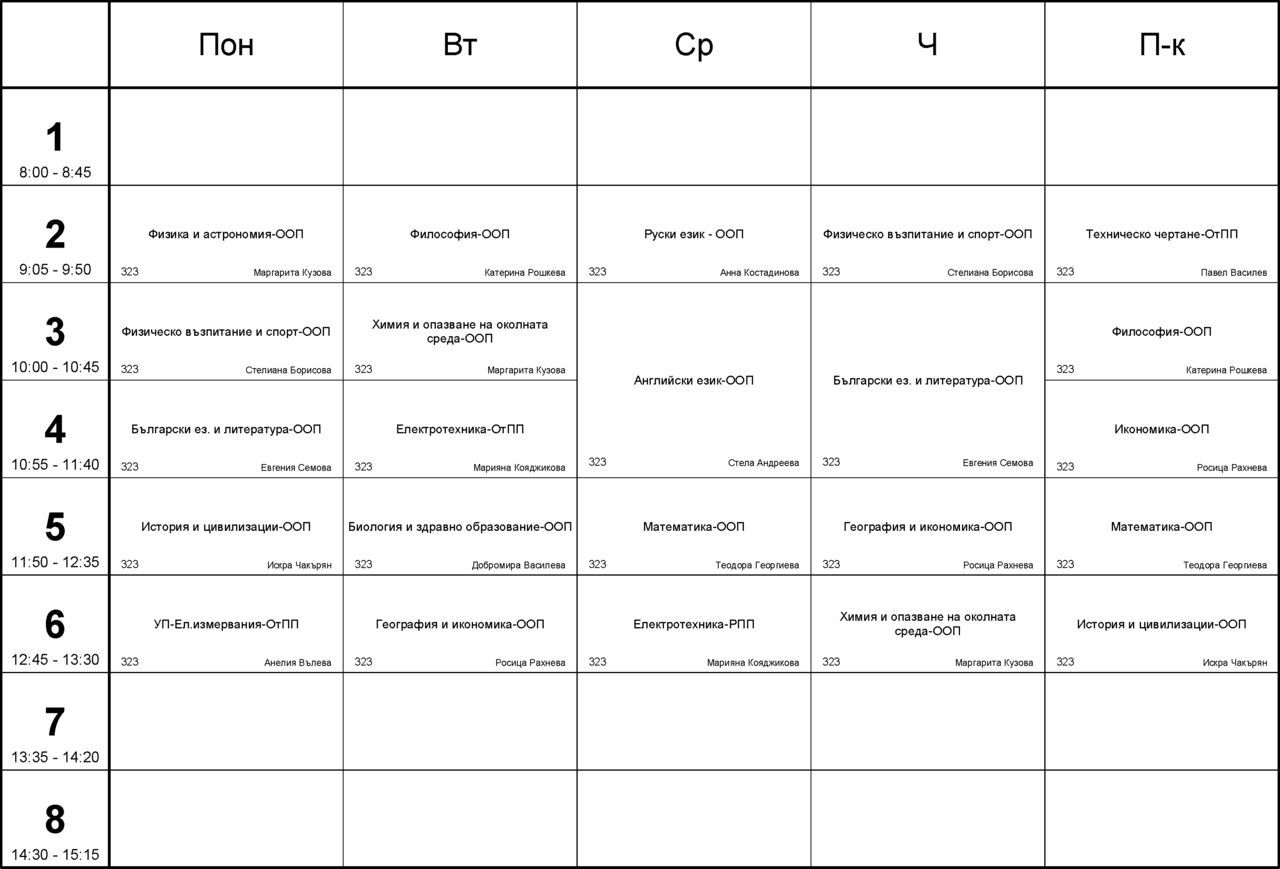 Пон Вт Ср Ч П-к
1
8:00 - 8:45
2
9:05 - 9:50
Физика и астрономия-ООП
323 Маргарита Кузова
Философия-ООП
323 Катерина Рошкева
Руски език - ООП
323 Анна Костадинова
Физическо възпитание и спорт-ООП
323 Стелиана Борисова
Техническо чертане-ОтПП
323 Павел Василев
3
10:00 - 10:45
Физическо възпитание и спорт-ООП
323 Стелиана Борисова
Химия и опазване на околната
среда-ООП
323 Маргарита Кузова
Английски език-ООП
323 Стела Андреева
Български ез. и литература-ООП
323 Евгения Семова
Философия-ООП
323 Катерина Рошкева
4
10:55 - 11:40
Български ез. и литература-ООП
323 Евгения Семова
Електротехника-ОтПП
323 Марияна Кояджикова
Икономика-ООП
323 Росица Рахнева
5
11:50 - 12:35
История и цивилизации-ООП
323 Искра Чакърян
Биология и здравно образование-ООП
323 Добромира Василева
Математика-ООП
323 Теодора Георгиева
География и икономика-ООП
323 Росица Рахнева
Математика-ООП
323 Теодора Георгиева
6
12:45 - 13:30
УП-Ел.измервания-ОтПП
323 Анелия Вълева
География и икономика-ООП
323 Росица Рахнева
Електротехника-РПП
323 Марияна Кояджикова
Химия и опазване на околната
среда-ООП
323 Маргарита Кузова
История и цивилизации-ООП
323 Искра Чакърян
7
13:35 - 14:20
8
14:30 - 15:15